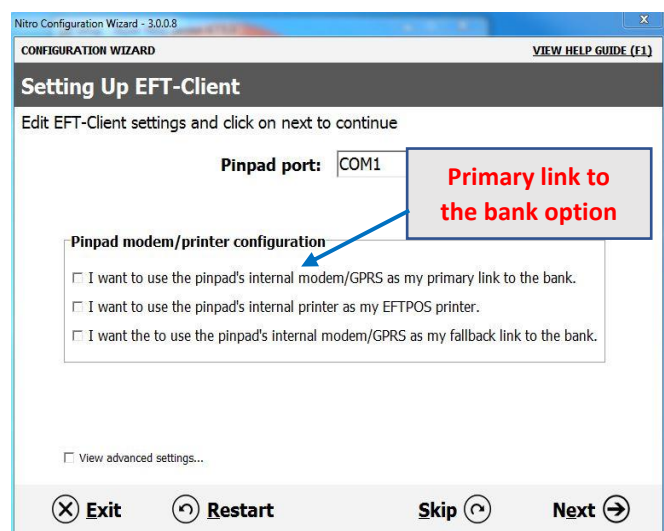 Nitro Configuration Wizard - 3.0.0.8
X
CONFIGURATION WIZARD
VIEW HELP GUIDE (F1)
Setting Up EFT-Client
Edit EFT-Client settings and click on next to continue
Pinpad port: COM1
Primary link to
the bank option
Pinpad modem/printer configuration
I want to use the pinpad's internal modem/GPRS as my primary link to the bank.
I want to use the pinpad's internal printer as my EFTPOS printer.
I want the to use the pinpad's internal modem/GPRS as my fallback link to the bank.
View advanced settings...
Exit
Restart
Skip
Next